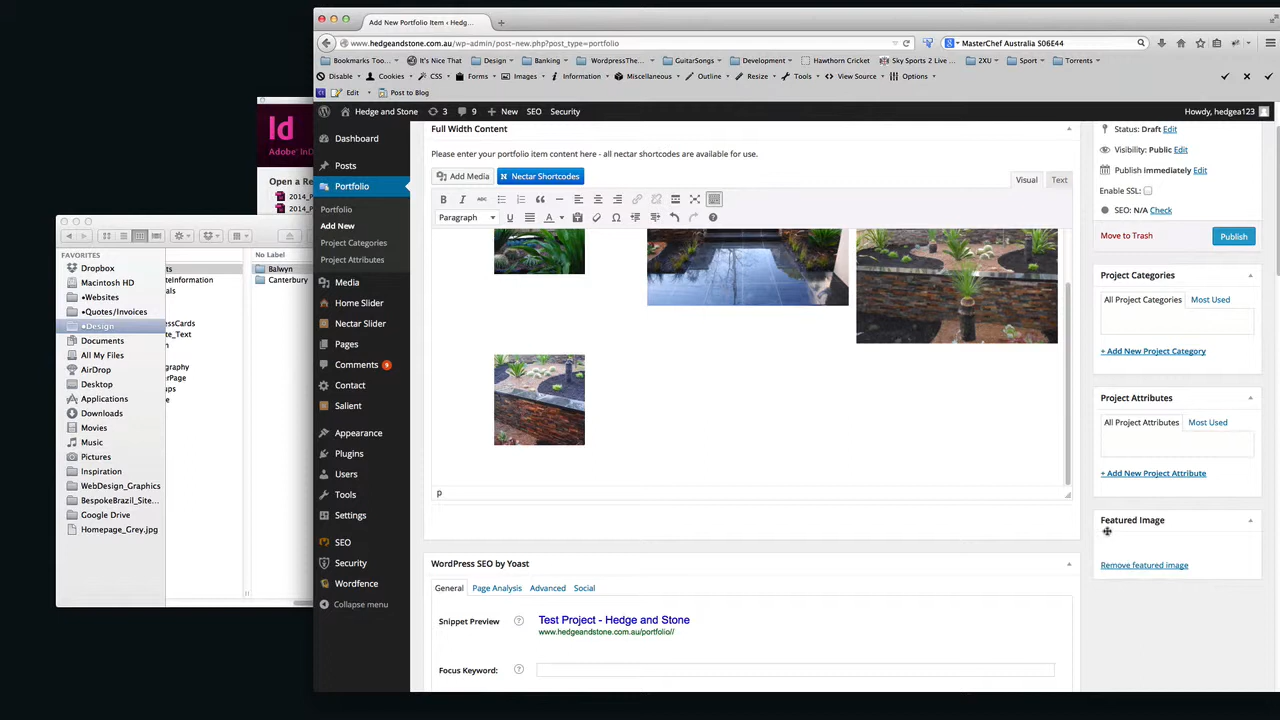 Add New Portfolio Item ‹ Hedg...
www.hedgeandstone.com.au/wp-admin/post-new.php?post_type=portfolio
MasterChef Australia S06E44
Bookmarks Too...
It's Nice That
Design
Banking
WordpressThe...
GuitarSongs
Development
Hawthorn Cricket
Sky Sports 2 Live ...
2XU
Sport
Torrents
Disable
Cookies
CSS
Forms
Images
Information
Miscellaneous
Outline
Resize
Tools
View Source
Options
Edit
Post to Blog
Hedge and Stone
3
9
New
SEO
Security
Howdy, hedgea123
Id
Open a Re
2014_P
2014_P
No Label
FAVORITES
Dropbox
Macintosh HD
•Websites
•Quotes/Invoices
•Design
Documents
All My Files
AirDrop
Desktop
Applications
Downloads
Movies
Music
Pictures
Inspiration
WebDesign_Graphics
BespokeBrazil_Site...
Google Drive
Homepage_Grey.jpg
Balwyn
Canterbury
Dashboard
Posts
Portfolio
Portfolio
Add New
Project Categories
Project Attributes
Media
Home Slider
Nectar Slider
Pages
Comments 9
Contact
Salient
Appearance
Plugins
Users
Tools
Settings
SEO
Security
Wordfence
Collapse menu
Full Width Content
Please enter your portfolio item content here - all nectar shortcodes are available for use.
Add Media
Nectar Shortcodes
Visual
Text
Paragraph
p
WordPress SEO by Yoast
General
Page Analysis
Advanced
Social
Snippet Preview
Test Project - Hedge and Stone
www.hedgeandstone.com.au/portfolio//
Focus Keyword:
Status: Draft Edit
Visibility: Public Edit
Publish immediately Edit
Enable SSL:
SEO: N/A Check
Move to Trash
Publish
Project Categories
All Project Categories
Most Used
+ Add New Project Category
Project Attributes
All Project Attributes
Most Used
+ Add New Project Attribute
Featured Image
Remove featured image